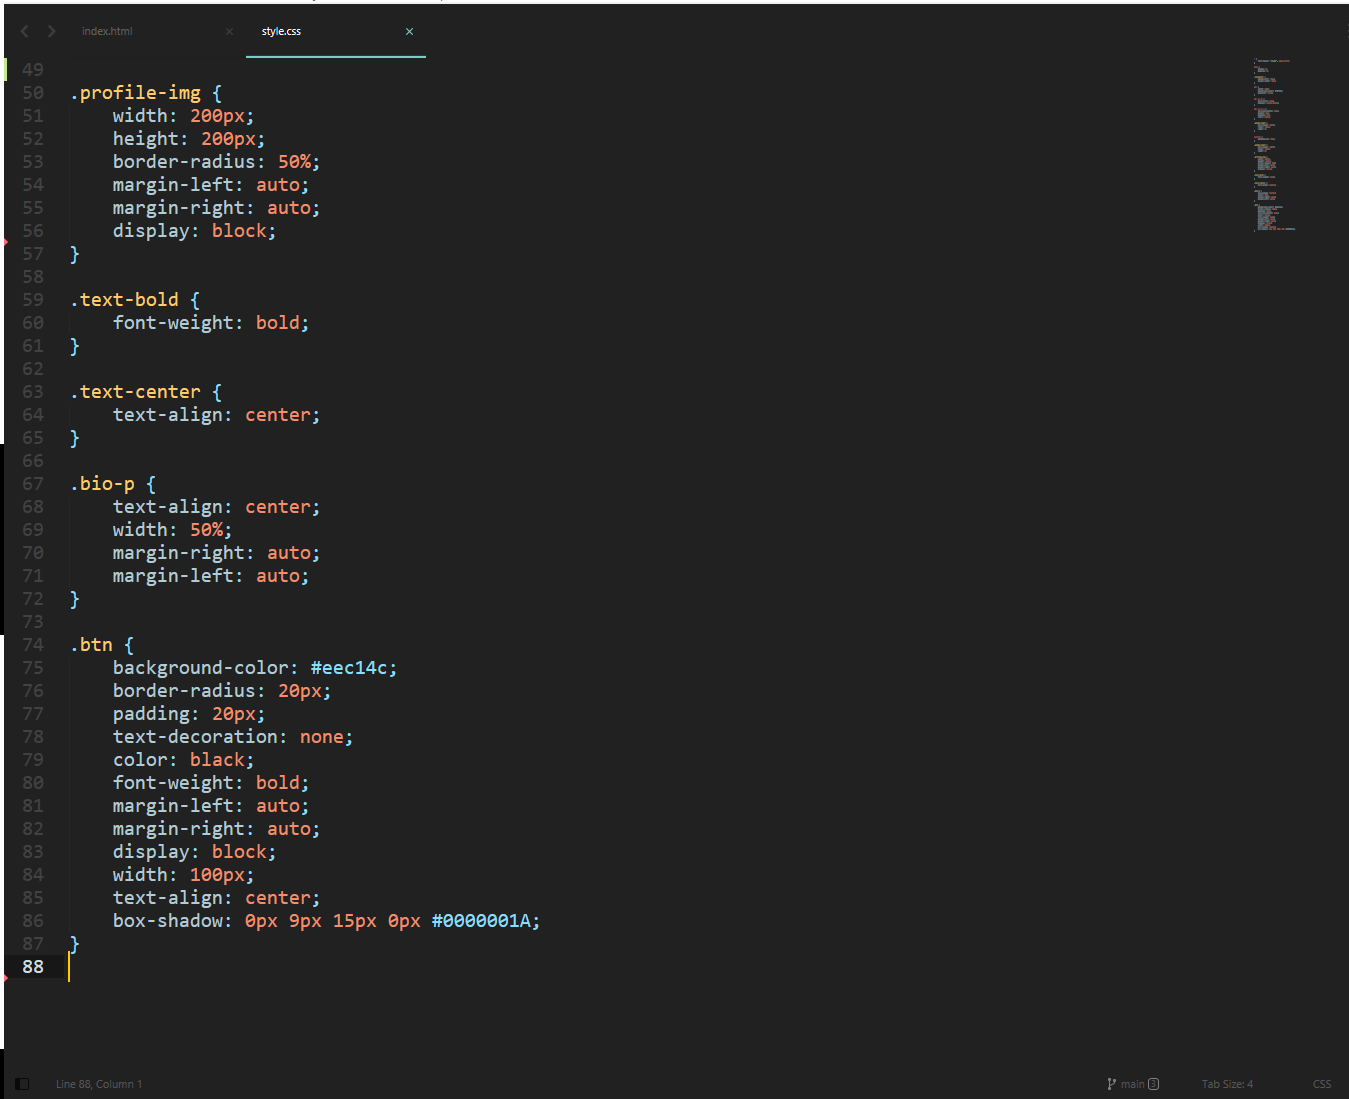 index.html × style.css ×
49
50 .profile-img {
51     width: 200px;
52     height: 200px;
53     border-radius: 50%;
54     margin-left: auto;
55     margin-right: auto;
56     display: block;
57 }
58
59 .text-bold {
60     font-weight: bold;
61 }
62
63 .text-center {
64     text-align: center;
65 }
66
67 .bio-p {
68     text-align: center;
69     width: 50%;
70     margin-right: auto;
71     margin-left: auto;
72 }
73
74 .btn {
75     background-color: #eec14c;
76     border-radius: 20px;
77     padding: 20px;
78     text-decoration: none;
79     color: black;
80     font-weight: bold;
81     margin-left: auto;
82     margin-right: auto;
83     display: block;
84     width: 100px;
85     text-align: center;
86     box-shadow: 0px 9px 15px 0px #0000001A;
87 }
88
Line 88, Column 1 main 3 Tab Size: 4 CSS